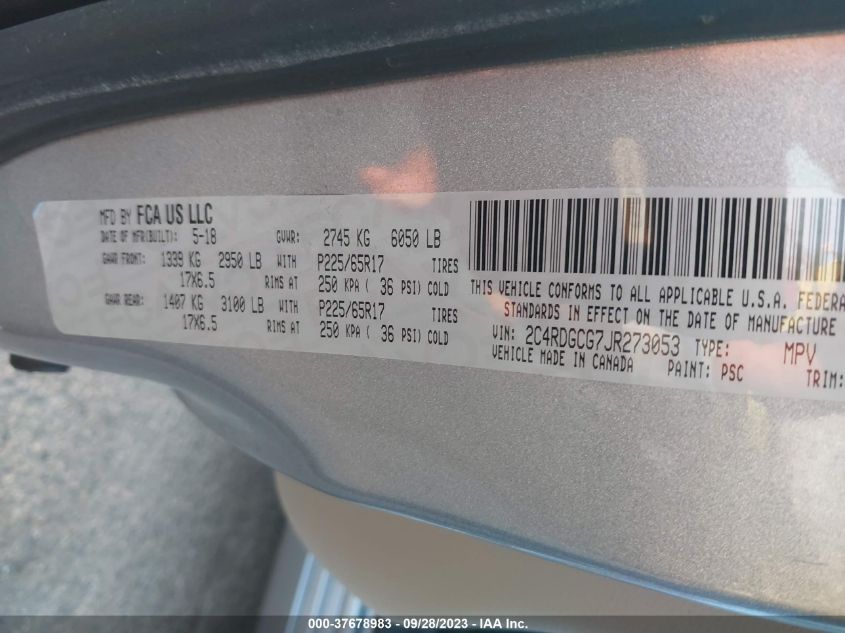 MFD BY FCA US LLC
DATE OF MFR(BUILT): 5-18 GVWR: 2745 KG 6050 LB
GAWR FRONT: 1339 KG 2950 LB WITH P225/65R17 TIRES
17X6.5 RIMS AT 250 KPA ( 36 PSI) COLD
GAWR REAR: 1407 KG 3100 LB WITH P225/65R17 TIRES
17X6.5 RIMS AT 250 KPA ( 36 PSI) COLD
THIS VEHICLE CONFORMS TO ALL APPLICABLE U.S.A. FEDERA
STANDARDS IN EFFECT ON THE DATE OF MANUFACTURE
VIN: 2C4RDGCG7JR273053 TYPE: MPV
VEHICLE MADE IN CANADA PAINT: PSC TRIM:
000-37678983 - 09/28/2023 - IAA Inc.